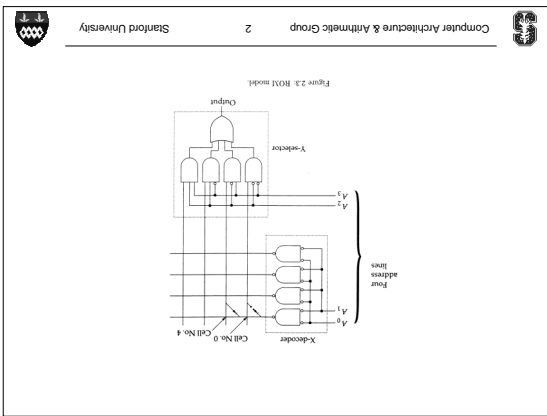 X-decoder
Cell No. 0
Cell No. 4
A0
A1
Four
address
lines
A2
A3
Y-selector
Output
Figure 2.3: ROM model.
Computer Architecture & Arithmetic Group
2
Stanford University